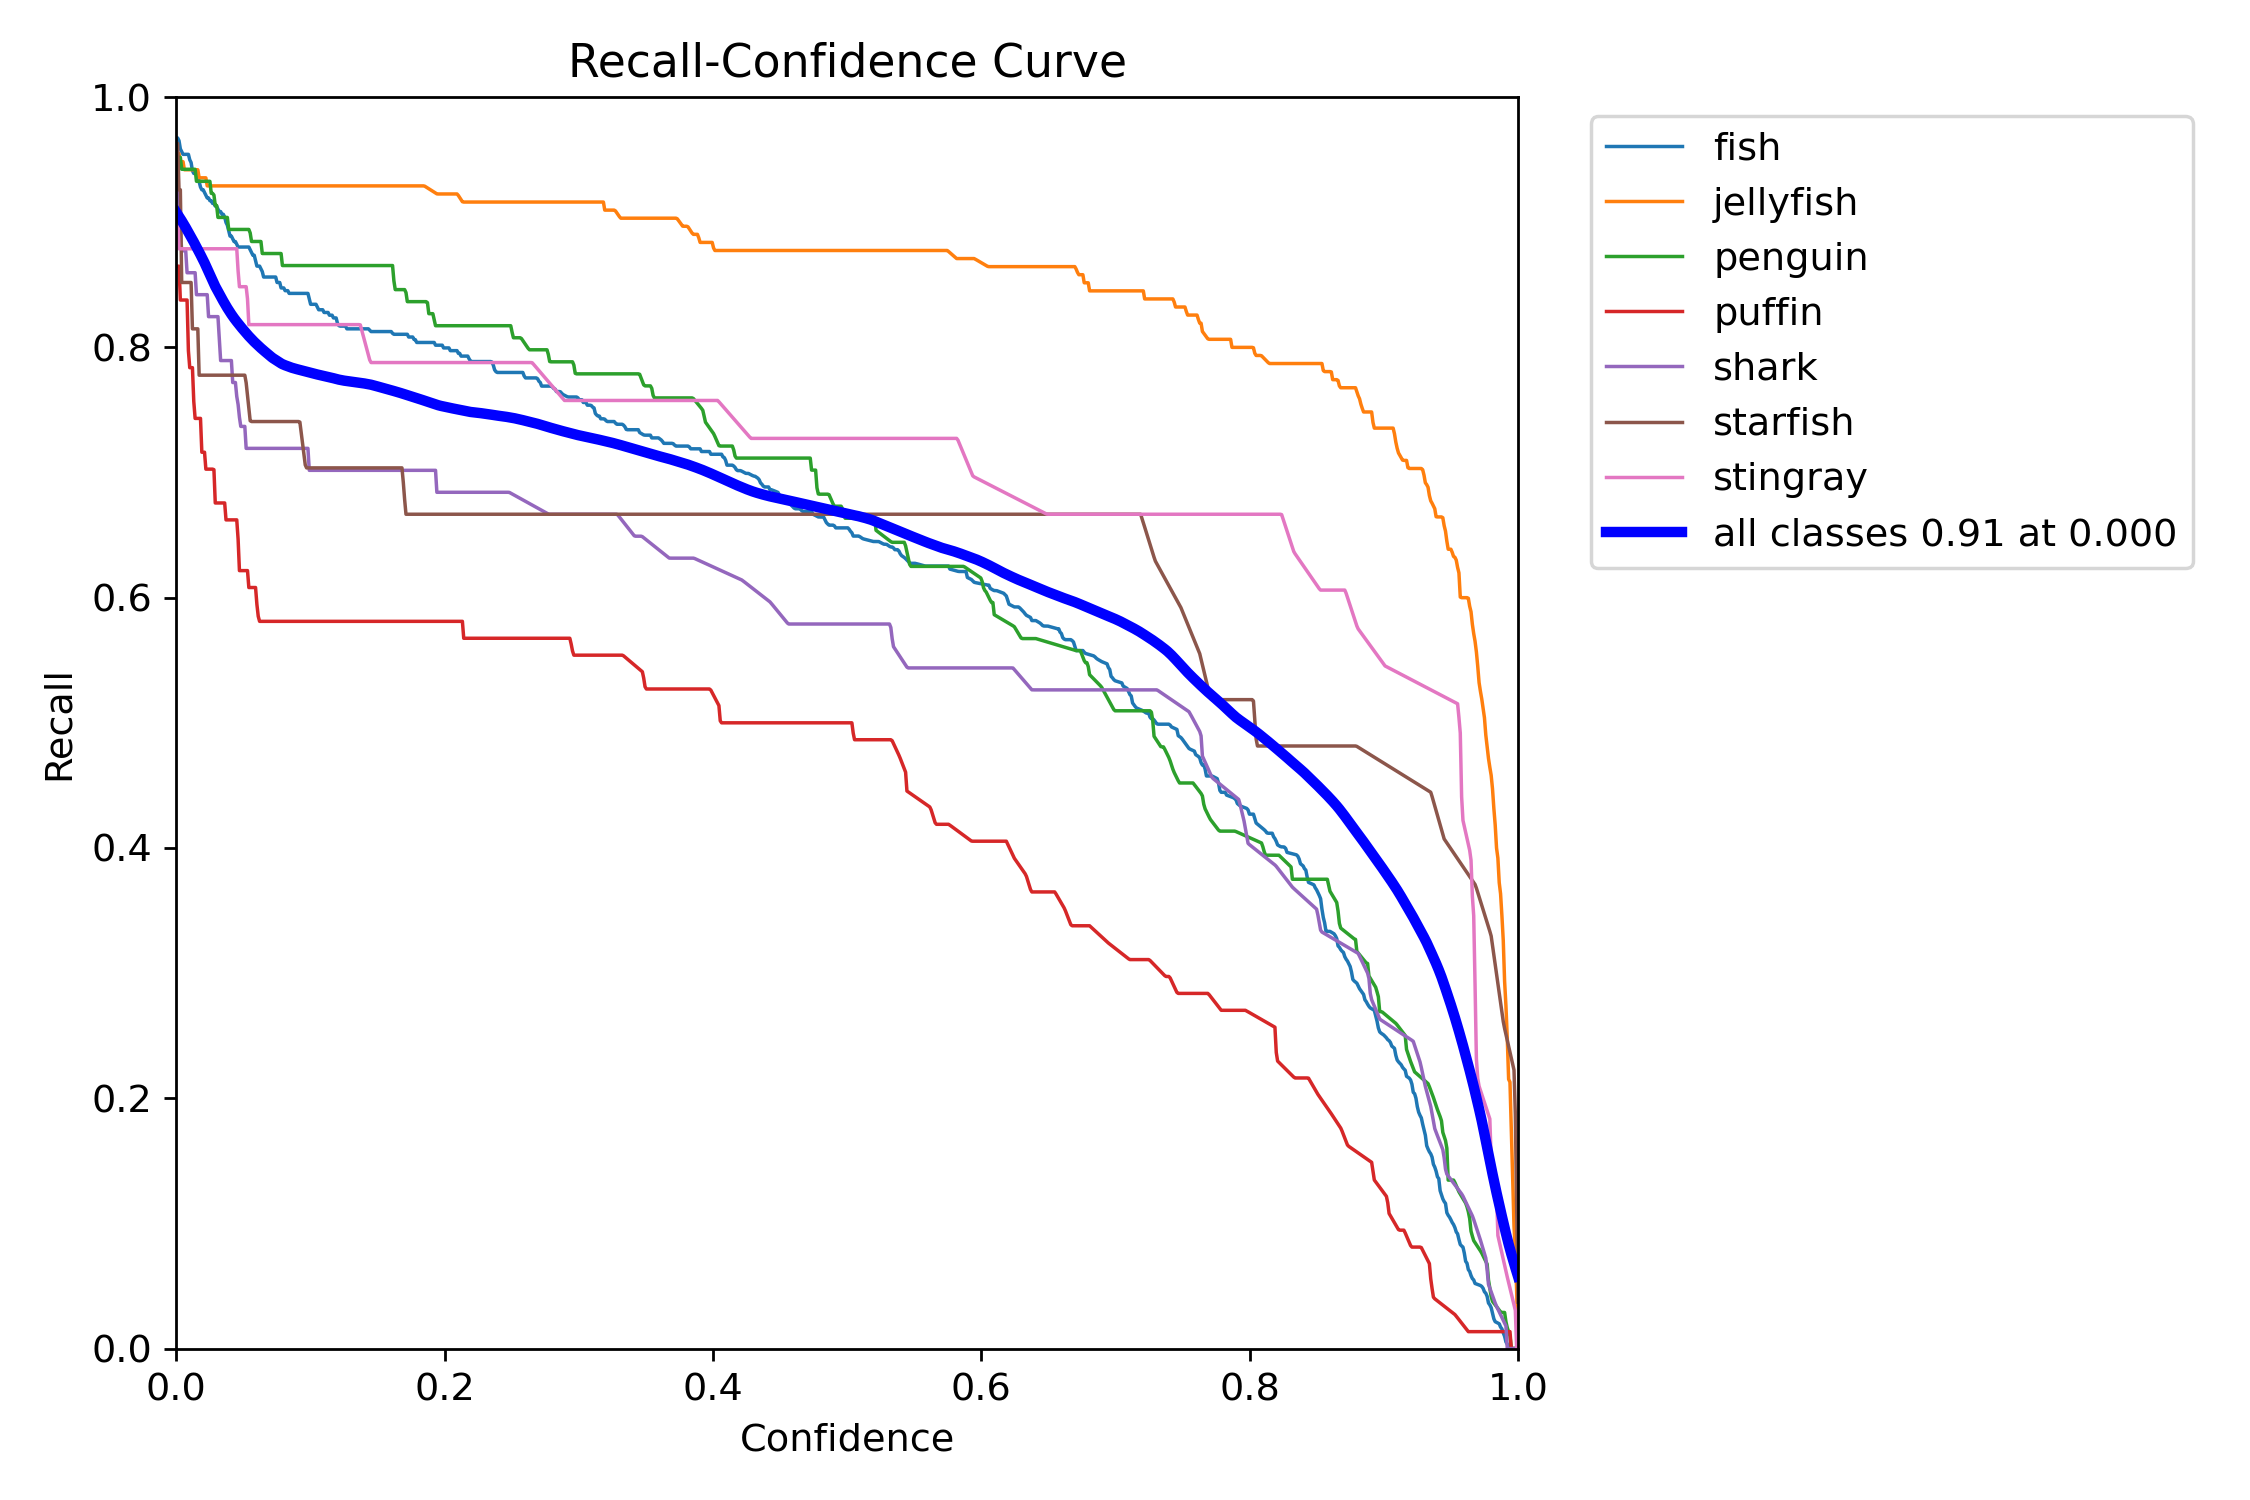 Recall-Confidence Curve
1.0
0.8
0.6
0.4
0.2
0.0
Recall
0.0 0.2 0.4 0.6 0.8 1.0
Confidence
fish
jellyfish
penguin
puffin
shark
starfish
stingray
all classes 0.91 at 0.000